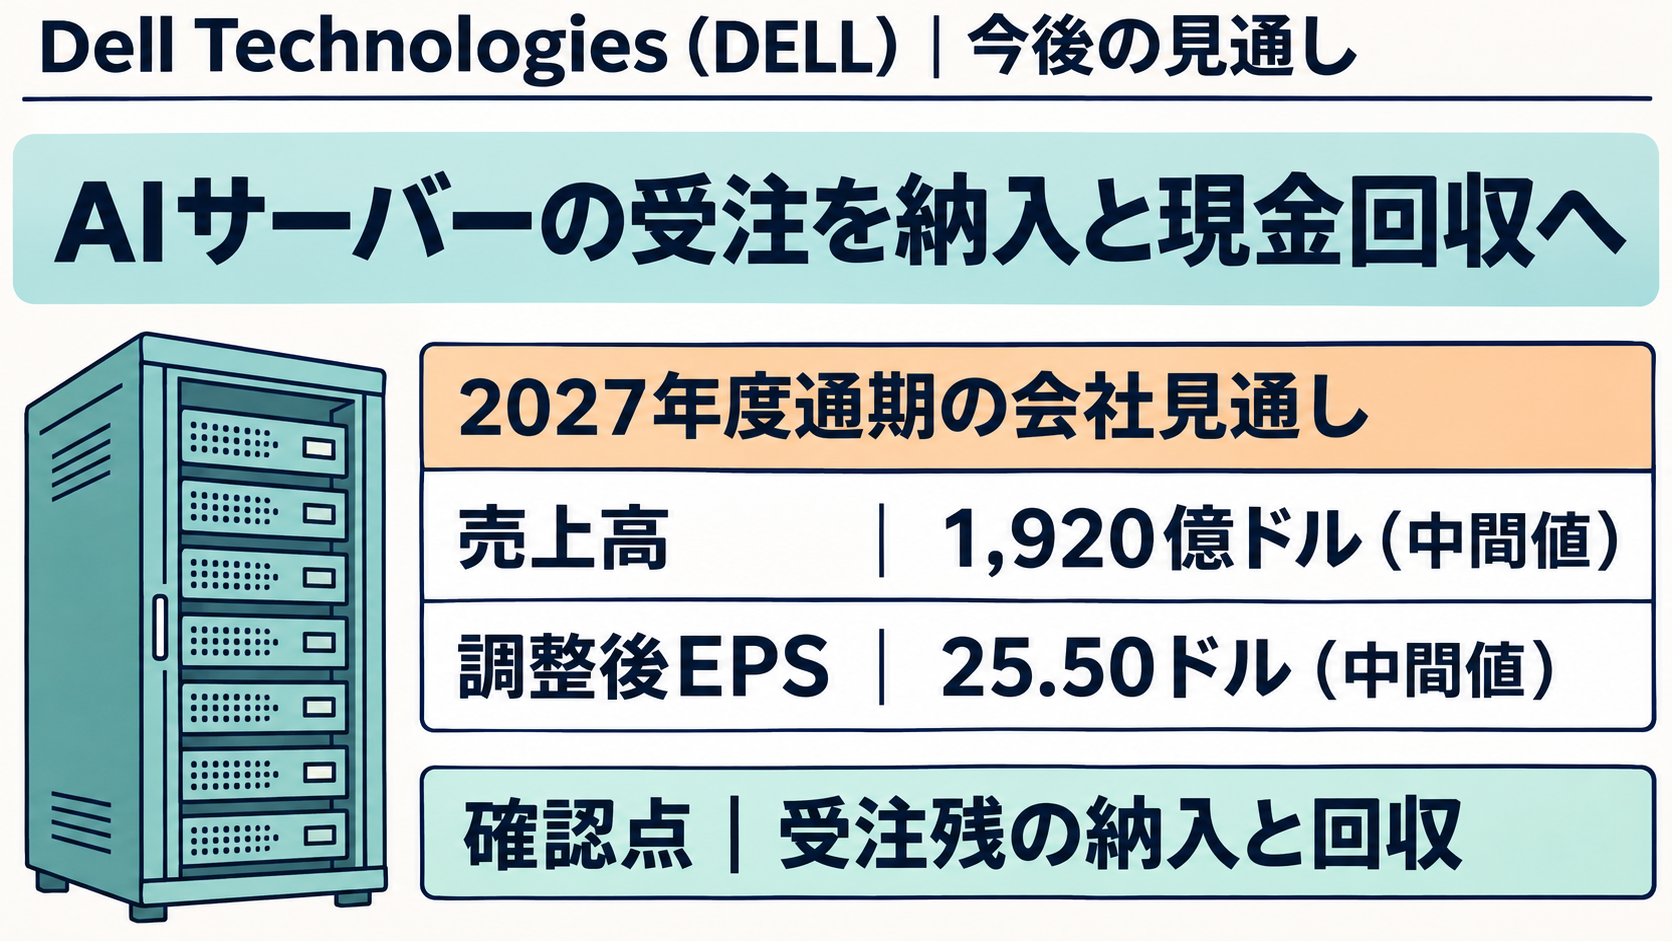 Dell Technologies（DELL）｜今後の見通し
AIサーバーの受注を納入と現金回収へ
2027年度通期の会社見通し
売上高｜1,920億ドル（中間値）
調整後EPS｜25.50ドル（中間値）
確認点｜受注残の納入と回収